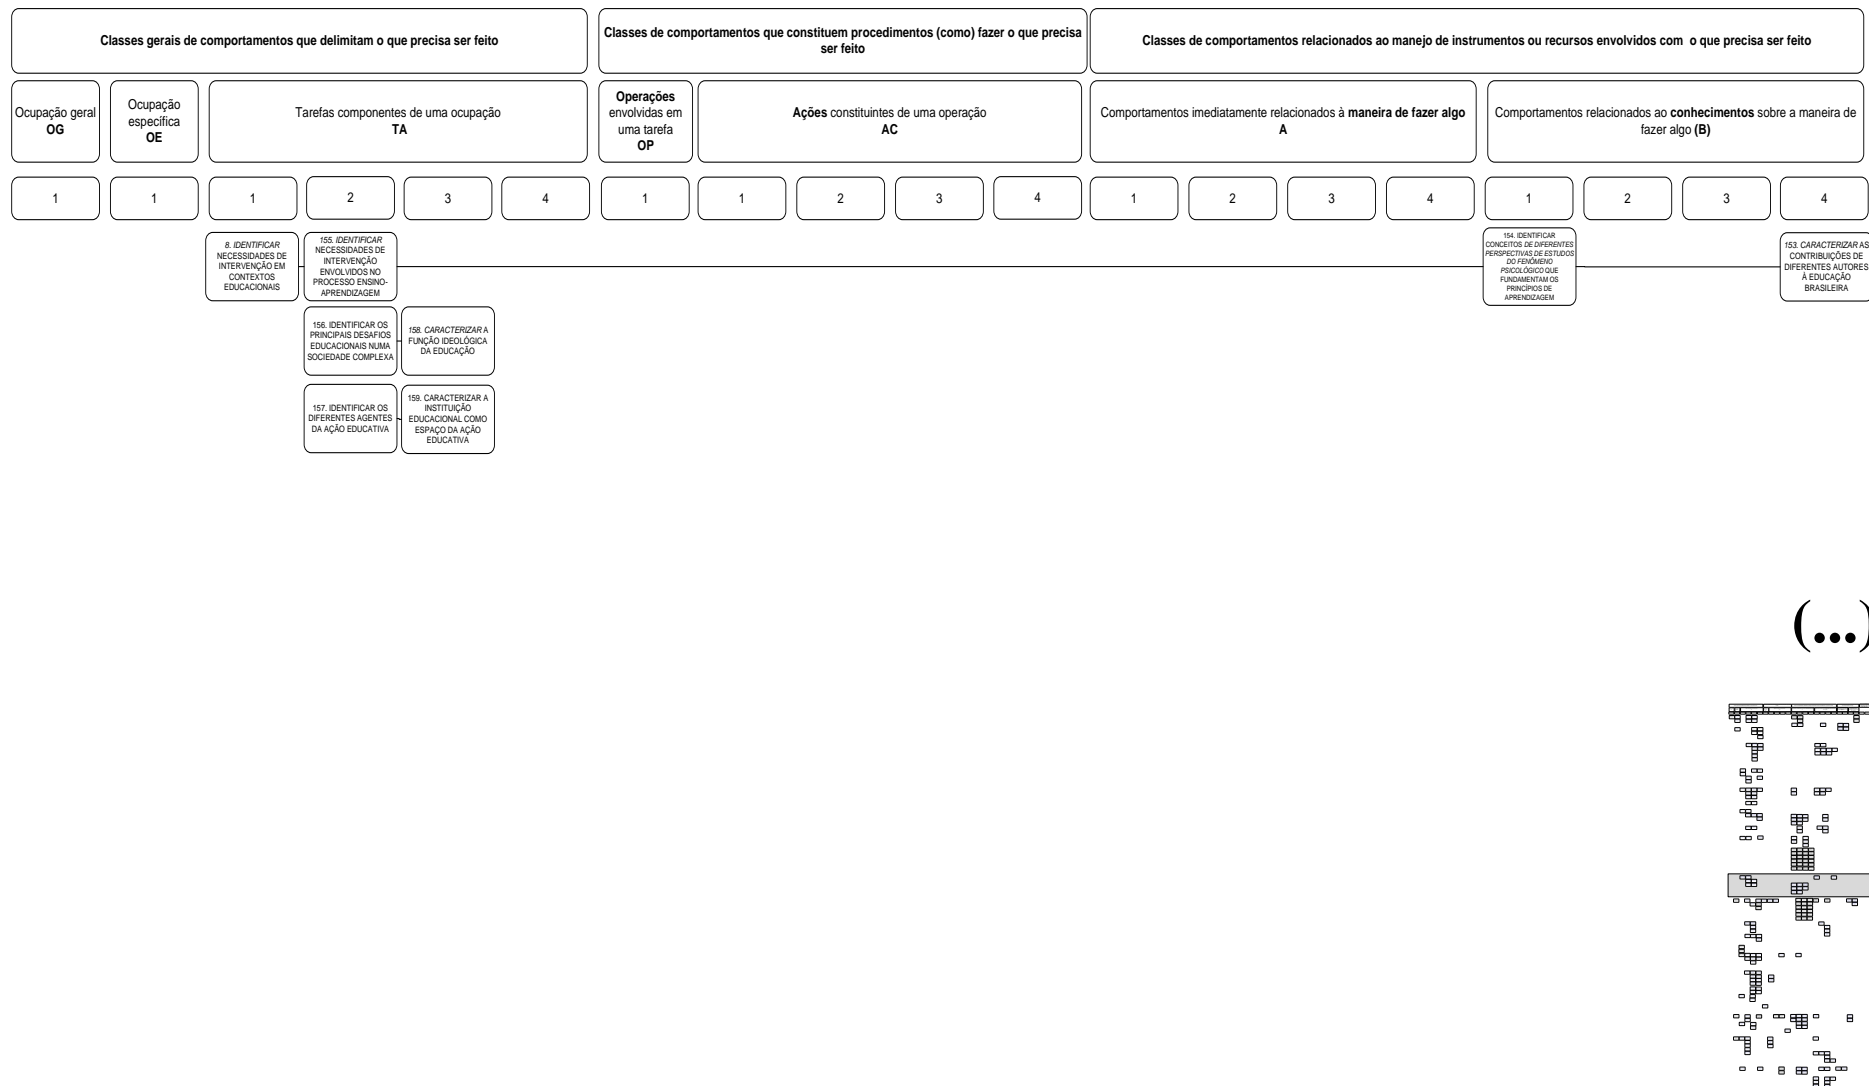 Classes gerais de comportamentos que delimitam o que precisa ser feito
Classes de comportamentos que constituem procedimentos (como) fazer o que precisa
ser feito
Classes de comportamentos relacionados ao manejo de instrumentos ou recursos envolvidos com o que precisa ser feito
Ocupação geral
OG
Ocupação
específica
OE
Tarefas componentes de uma ocupação
TA
Operações
envolvidas em
uma tarefa
OP
Ações constituintes de uma operação
AC
Comportamentos imediatamente relacionados à maneira de fazer algo
A
Comportamentos relacionados ao conhecimentos sobre a maneira de
fazer algo (B)
1
1
1
2
3
4
1
1
2
3
4
1
2
3
4
1
2
3
4
8. IDENTIFICAR
NECESSIDADES DE
INTERVENÇÃO EM
CONTEXTOS
EDUCACIONAIS
155. IDENTIFICAR
NECESSIDADES DE
INTERVENÇÃO
ENVOLVIDOS NO
PROCESSO ENSINO-
APRENDIZAGEM
154. IDENTIFICAR
CONCEITOS DE DIFERENTES
PERSPECTIVAS DE ESTUDOS
DO FENÔMENO
PSICOLÓGICO QUE
FUNDAMENTAM OS
PRINCÍPIOS DE
APRENDIZAGEM
153. CARACTERIZAR AS
CONTRIBUIÇÕES DE
DIFERENTES AUTORES
À EDUCAÇÃO
BRASILEIRA
156. IDENTIFICAR OS
PRINCIPAIS DESAFIOS
EDUCACIONAIS NUMA
SOCIEDADE COMPLEXA
158. CARACTERIZAR A
FUNÇÃO IDEOLÓGICA
DA EDUCAÇÃO
157. IDENTIFICAR OS
DIFERENTES AGENTES
DA AÇÃO EDUCATIVA
159. CARACTERIZAR A
INSTITUIÇÃO
EDUCACIONAL COMO
ESPAÇO DA AÇÃO
EDUCATIVA
(...)